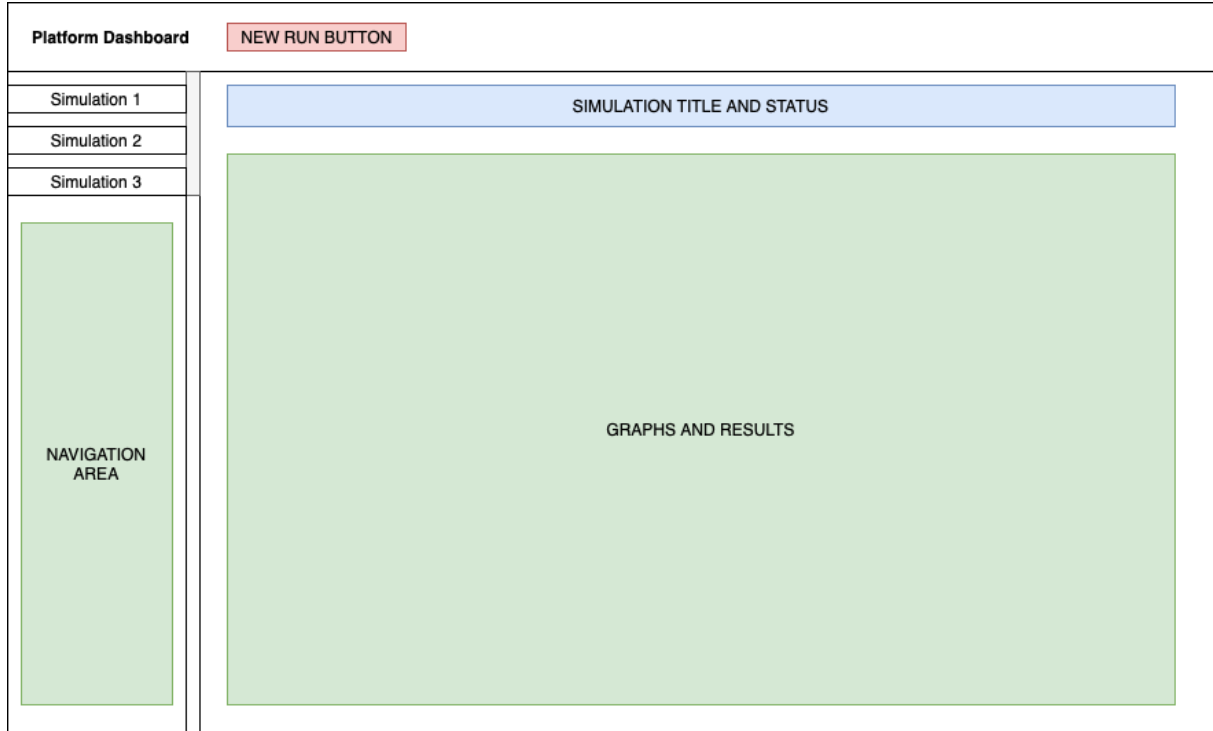 Platform Dashboard
NEW RUN BUTTON
Simulation 1
SIMULATION TITLE AND STATUS
Simulation 2
Simulation 3
NAVIGATION
AREA
GRAPHS AND RESULTS